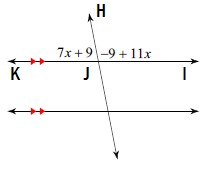 H
7x + 9 -9 + 11x
K J I